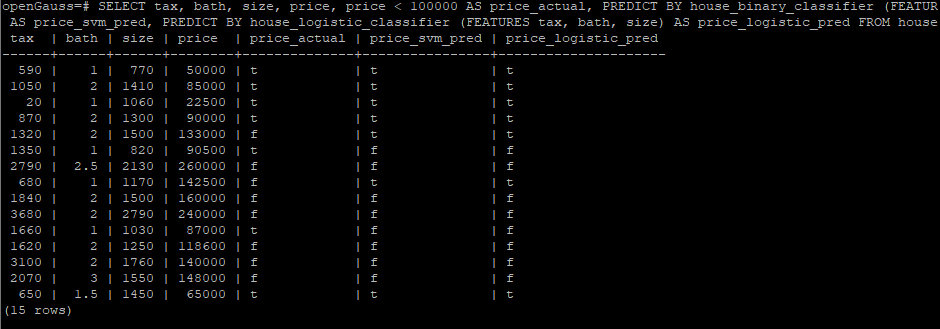 openGauss=# SELECT tax, bath, size, price, price < 100000 AS price_actual, PREDICT BY house_binary_classifier (FEATUR
AS price_svm_pred, PREDICT BY house_logistic_classifier (FEATURES tax, bath, size) AS price_logistic_pred FROM house
tax | bath | size | price | price_actual | price_svm_pred | price_logistic_pred
------+------+------+--------+--------------+----------------+---------------------
590 | 1 | 770 | 50000 | t | t | t
1050 | 2 | 1410 | 85000 | t | t | t
20 | 1 | 1060 | 22500 | t | t | t
870 | 2 | 1300 | 90000 | t | t | t
1320 | 2 | 1500 | 133000 | f | t | f
1350 | 1 | 820 | 90500 | t | f | f
2790 | 2.5 | 2130 | 260000 | f | f | f
680 | 1 | 1170 | 142500 | f | t | t
1840 | 2 | 1500 | 160000 | f | f | f
3680 | 2 | 2790 | 240000 | f | f | f
1660 | 1 | 1030 | 87000 | t | f | f
1620 | 2 | 1250 | 118600 | f | f | f
3100 | 2 | 1760 | 140000 | f | f | f
2070 | 3 | 1550 | 148000 | f | f | f
650 | 1.5 | 1450 | 65000 | t | t | t
(15 rows)